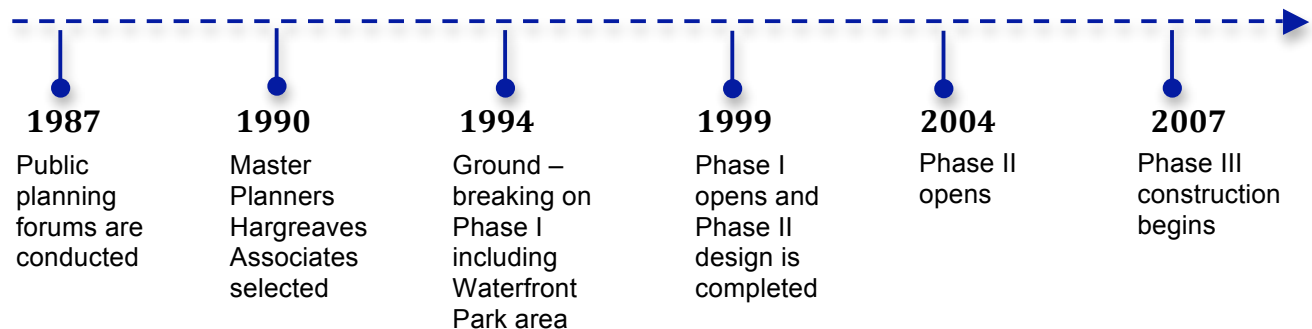 1987
Public
planning
forums are
conducted
1990
Master
Planners
Hargreaves
Associates
selected
1994
Ground –
breaking on
Phase I
including
Waterfront
Park area
1999
Phase I
opens and
Phase II
design is
completed
2004
Phase II
opens
2007
Phase III
construction
begins